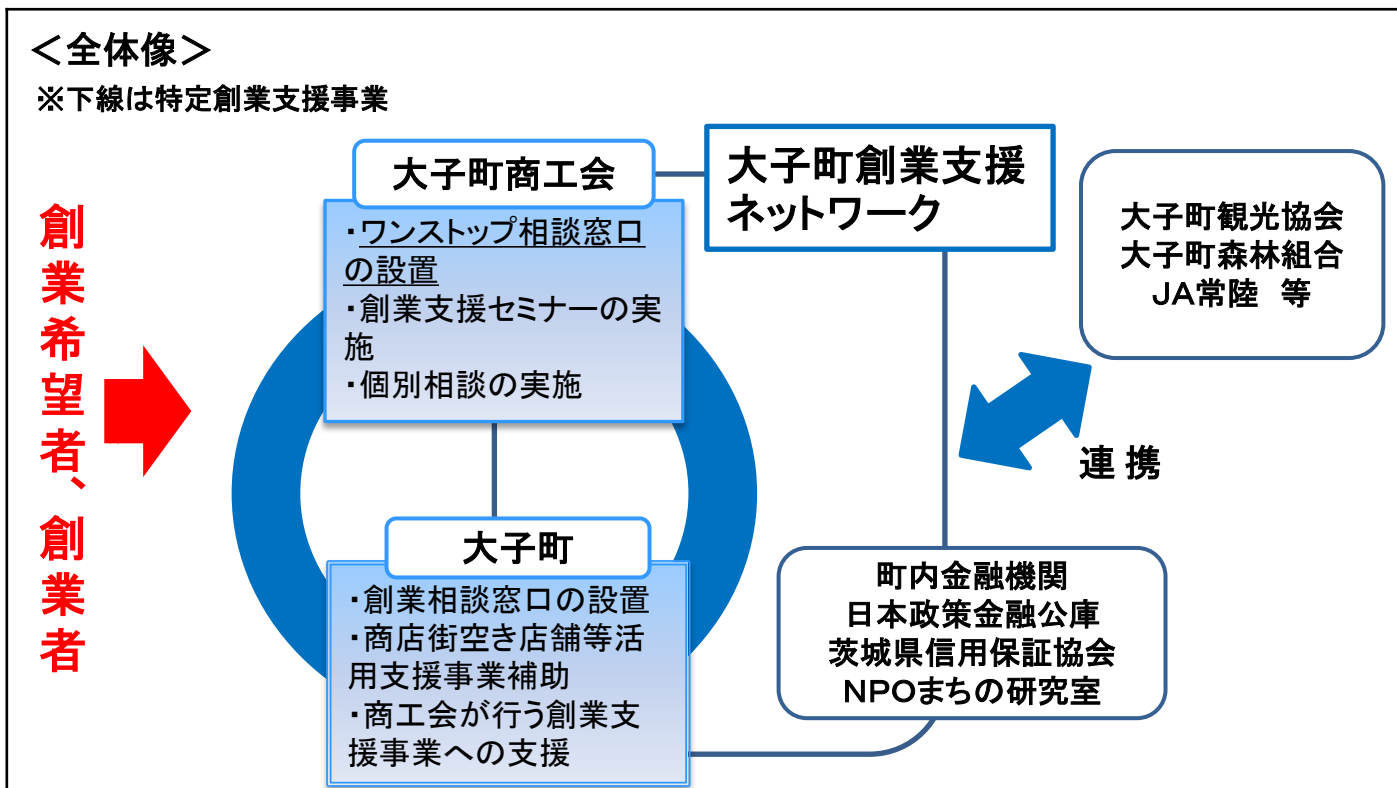 ＜全体像＞
※下線は特定創業支援事業
創業希望者、創業者
大子町商工会
・ワンストップ相談窓口
の設置
・創業支援セミナーの実
施
・個別相談の実施
大子町
・創業相談窓口の設置
・商店街空き店舗等活
用支援事業補助
・商工会が行う創業支
援事業への支援
大子町創業支援
ネットワーク
大子町観光協会
大子町森林組合
ＪＡ常陸　等
連 携
町内金融機関
日本政策金融公庫
茨城県信用保証協会
ＮＰＯまちの研究室